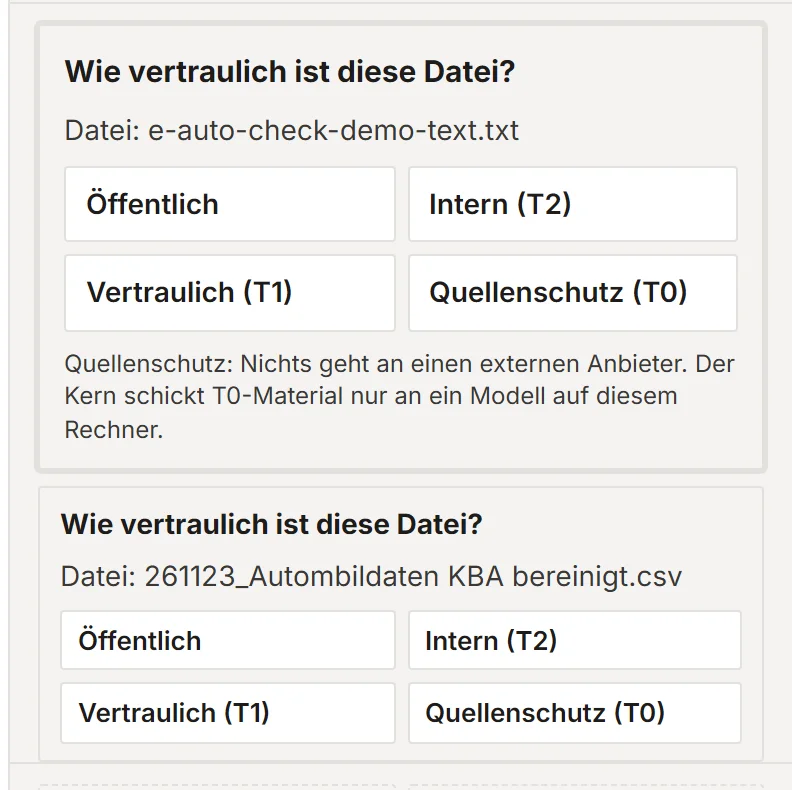 Wie vertraulich ist diese Datei?
Datei: e-auto-check-demo-text.txt
Öffentlich
Intern (T2)
Vertraulich (T1)
Quellenschutz (T0)
Quellenschutz: Nichts geht an einen externen Anbieter. Der
Kern schickt T0-Material nur an ein Modell auf diesem
Rechner.
Wie vertraulich ist diese Datei?
Datei: 261123_Autombildaten KBA bereinigt.csv
Öffentlich
Intern (T2)
Vertraulich (T1)
Quellenschutz (T0)